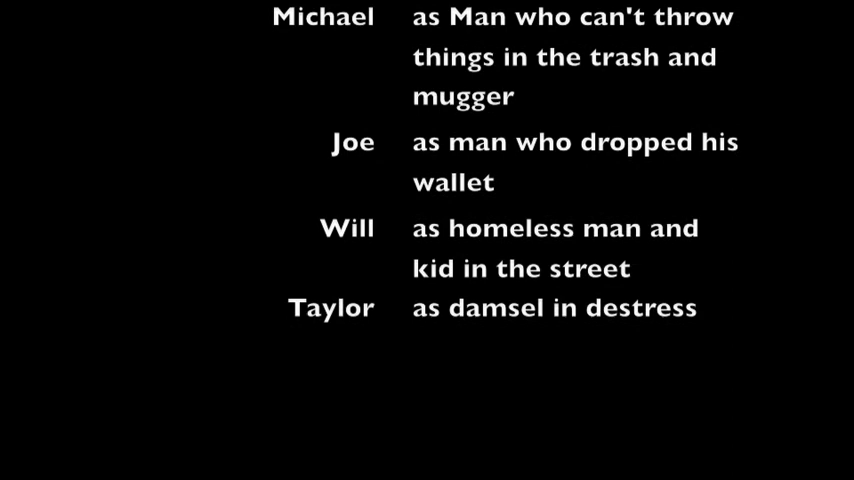 Michael as Man who can't throw
things in the trash and
mugger
Joe as man who dropped his
wallet
Will as homeless man and
kid in the street
Taylor as damsel in destress